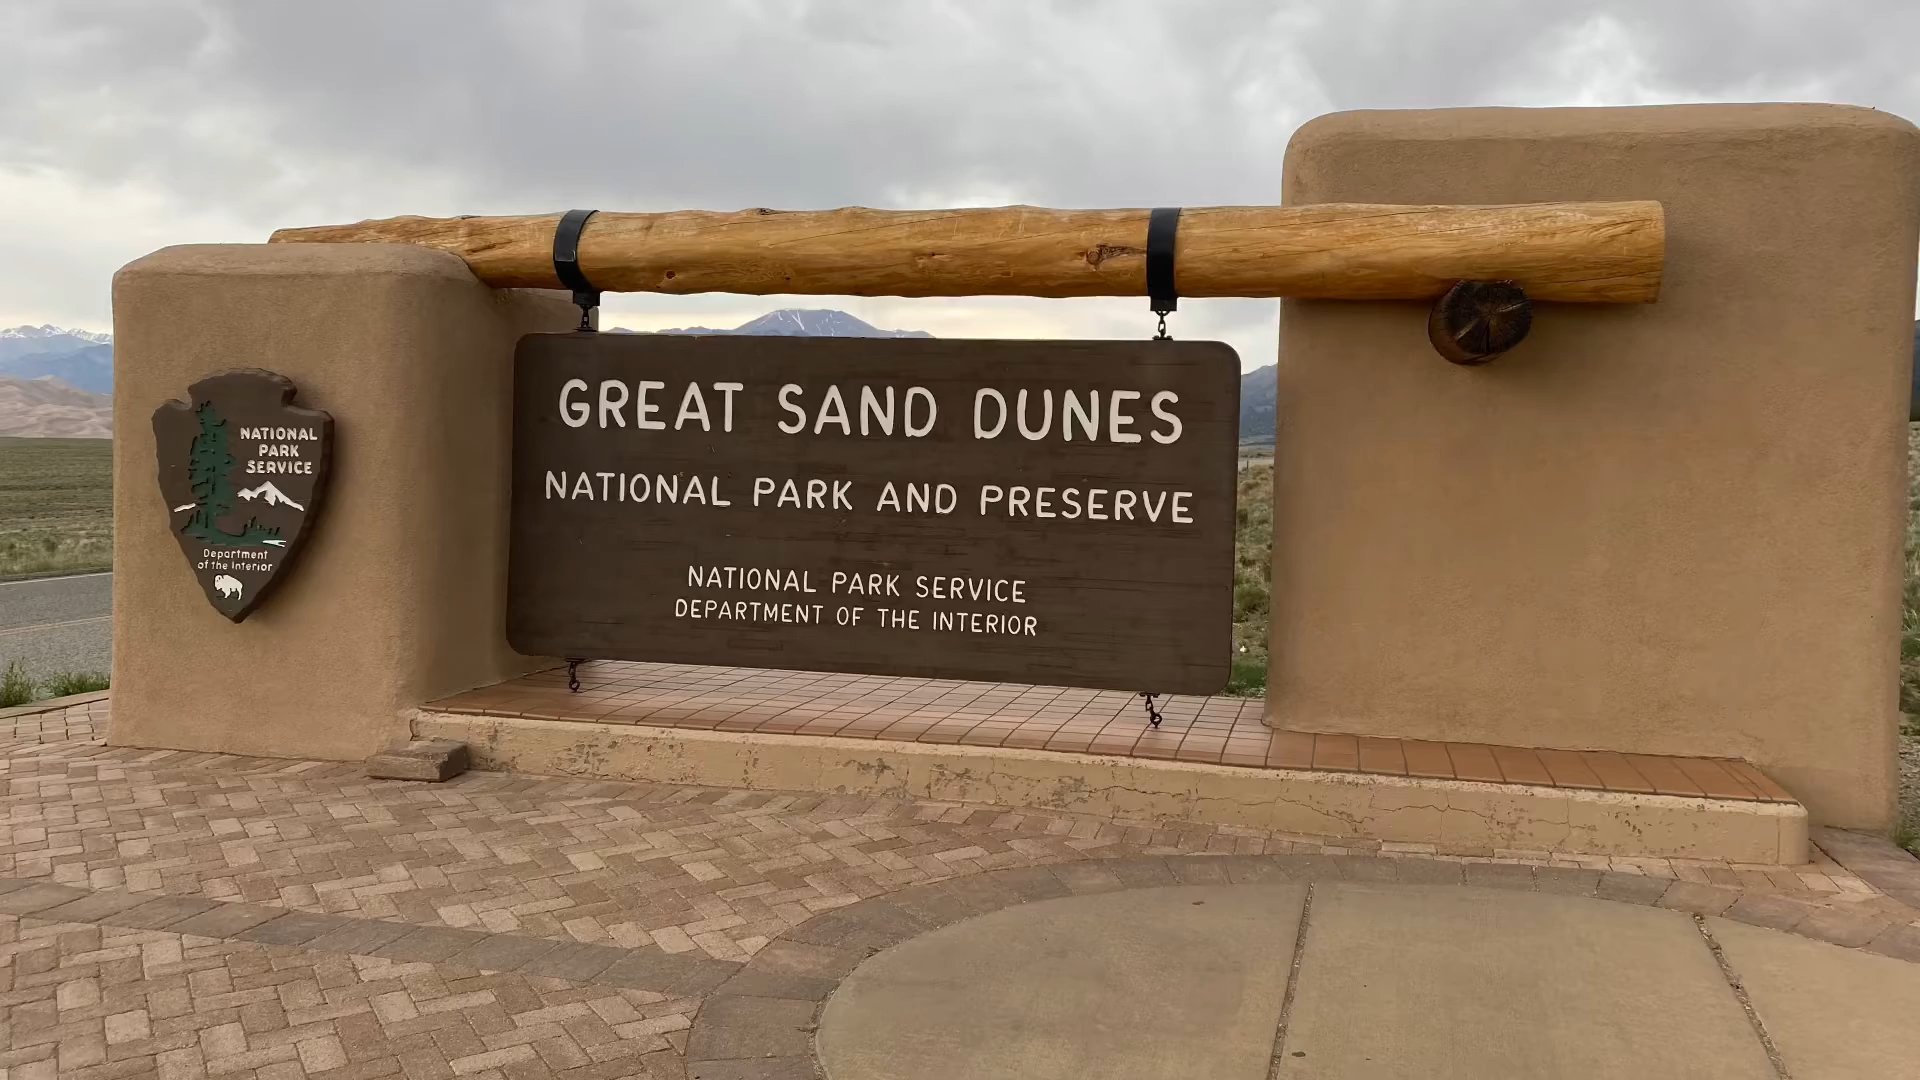 NATIONAL
PARK
SERVICE
Department
of the Interior
GREAT SAND DUNES
NATIONAL PARK AND PRESERVE
NATIONAL PARK SERVICE
DEPARTMENT OF THE INTERIOR